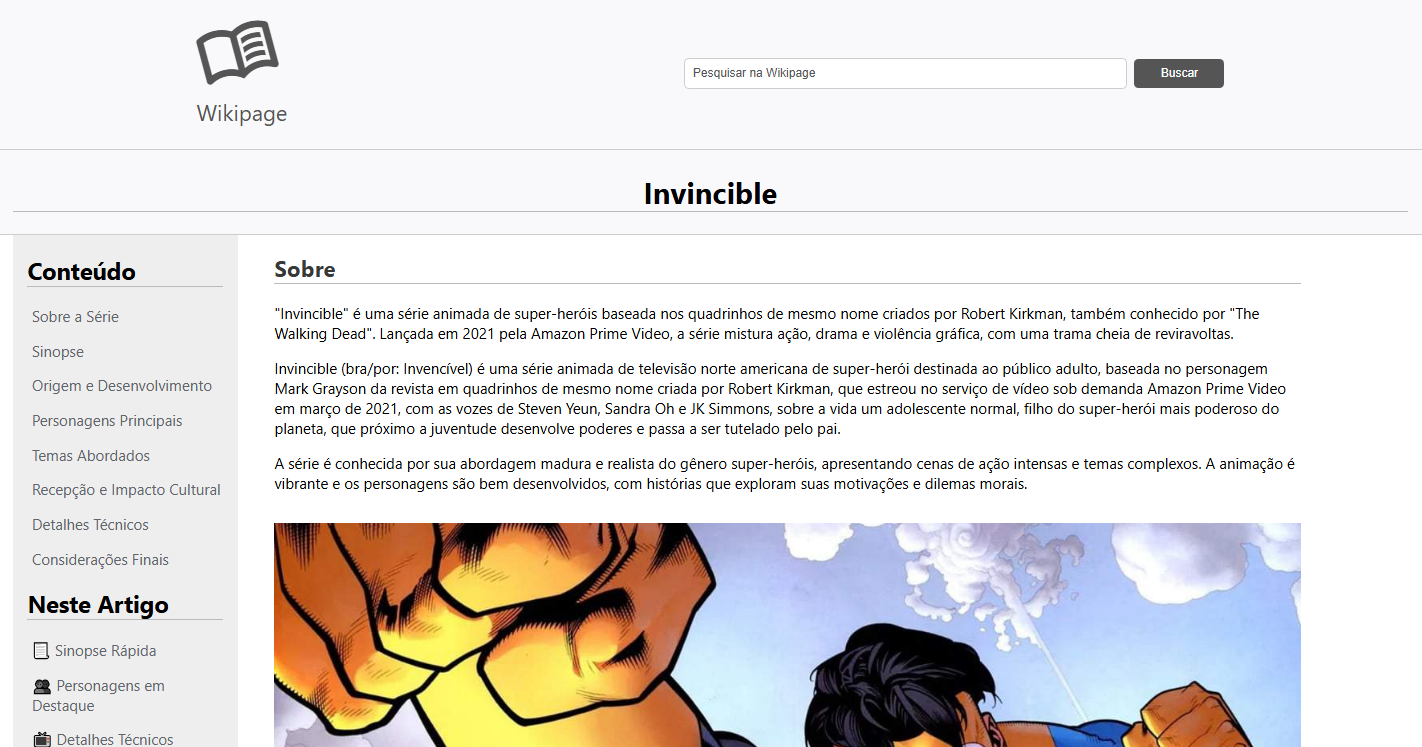 Wikipage
Pesquisar na Wikipage
Buscar
Invincible
Conteúdo
Sobre a Série
Sinopse
Origem e Desenvolvimento
Personagens Principais
Temas Abordados
Recepção e Impacto Cultural
Detalhes Técnicos
Considerações Finais
Neste Artigo
Sinopse Rápida
Personagens em
Destaque
Detalhes Técnicos
Sobre
"Invincible" é uma série animada de super-heróis baseada nos quadrinhos de mesmo nome criados por Robert Kirkman, também conhecido por "The
Walking Dead". Lançada em 2021 pela Amazon Prime Video, a série mistura ação, drama e violência gráfica, com uma trama cheia de reviravoltas.
Invincible (bra/por: Invencível) é uma série animada de televisão norte americana de super-herói destinada ao público adulto, baseada no personagem
Mark Grayson da revista em quadrinhos de mesmo nome criada por Robert Kirkman, que estreou no serviço de vídeo sob demanda Amazon Prime Video
em março de 2021, com as vozes de Steven Yeun, Sandra Oh e JK Simmons, sobre a vida um adolescente normal, filho do super-herói mais poderoso do
planeta, que próximo a juventude desenvolve poderes e passa a ser tutelado pelo pai.
A série é conhecida por sua abordagem madura e realista do gênero super-heróis, apresentando cenas de ação intensas e temas complexos. A animação é
vibrante e os personagens são bem desenvolvidos, com histórias que exploram suas motivações e dilemas morais.